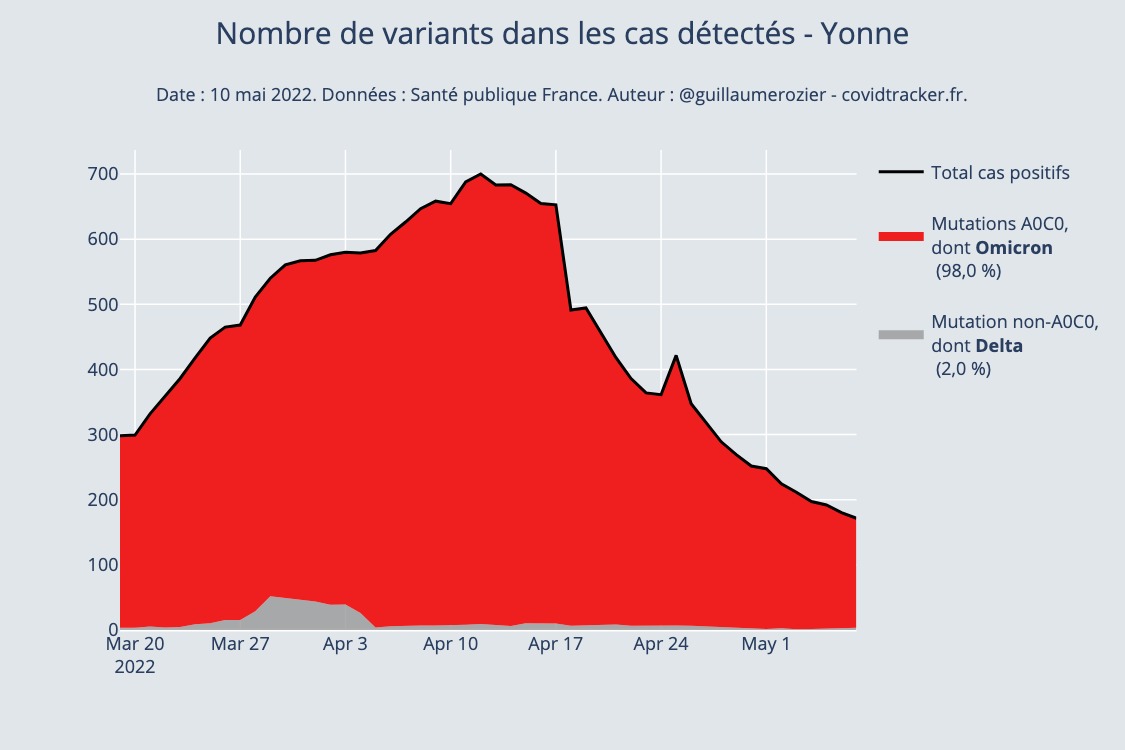 Nombre de variants dans les cas détectés - Yonne
Date : 10 mai 2022. Données : Santé publique France. Auteur : @guillaumerozier - covidtracker.fr.
700
600
500
400
300
200
100
0
Mar 20
2022
Mar 27
Apr 3
Apr 10
Apr 17
Apr 24
May 1
Total cas positifs
Mutations A0C0,
dont Omicron
(98,0 %)
Mutation non-A0C0,
dont Delta
(2,0 %)